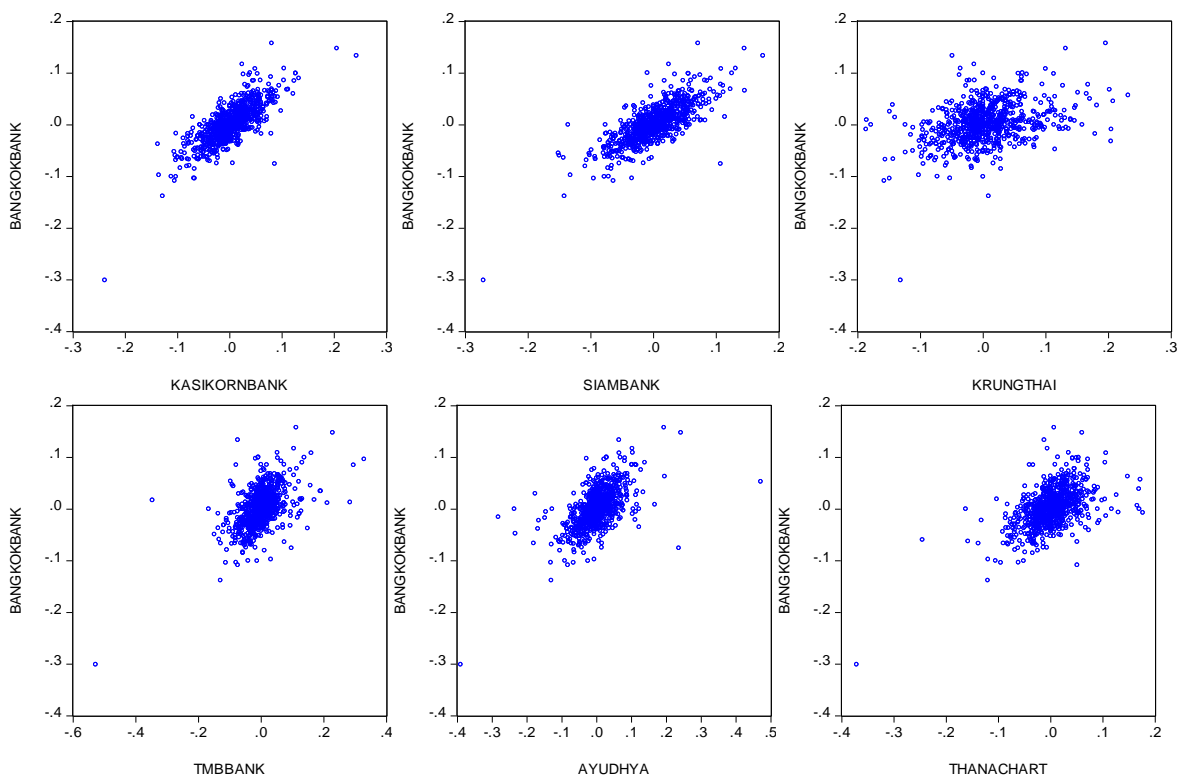 .2
.1
.0
-.1
-.2
-.3
-.4
BANGKOKBANK
-.3 -.2 -.1 .0 .1 .2 .3
KASIKORNBANK
.2
.1
.0
-.1
-.2
-.3
-.4
BANGKOKBANK
-.3 -.2 -.1 .0 .1 .2
SIAMBANK
.2
.1
.0
-.1
-.2
-.3
-.4
BANGKOKBANK
-.2 -.1 .0 .1 .2 .3
KRUNGTHAI
.2
.1
.0
-.1
-.2
-.3
-.4
BANGKOKBANK
-.6 -.4 -.2 .0 .2 .4
TMBBANK
.2
.1
.0
-.1
-.2
-.3
-.4
BANGKOKBANK
-.4 -.3 -.2 -.1 .0 .1 .2 .3 .4 .5
AYUDHYA
.2
.1
.0
-.1
-.2
-.3
-.4
BANGKOKBANK
-.4 -.3 -.2 -.1 .0 .1 .2
THANACHART